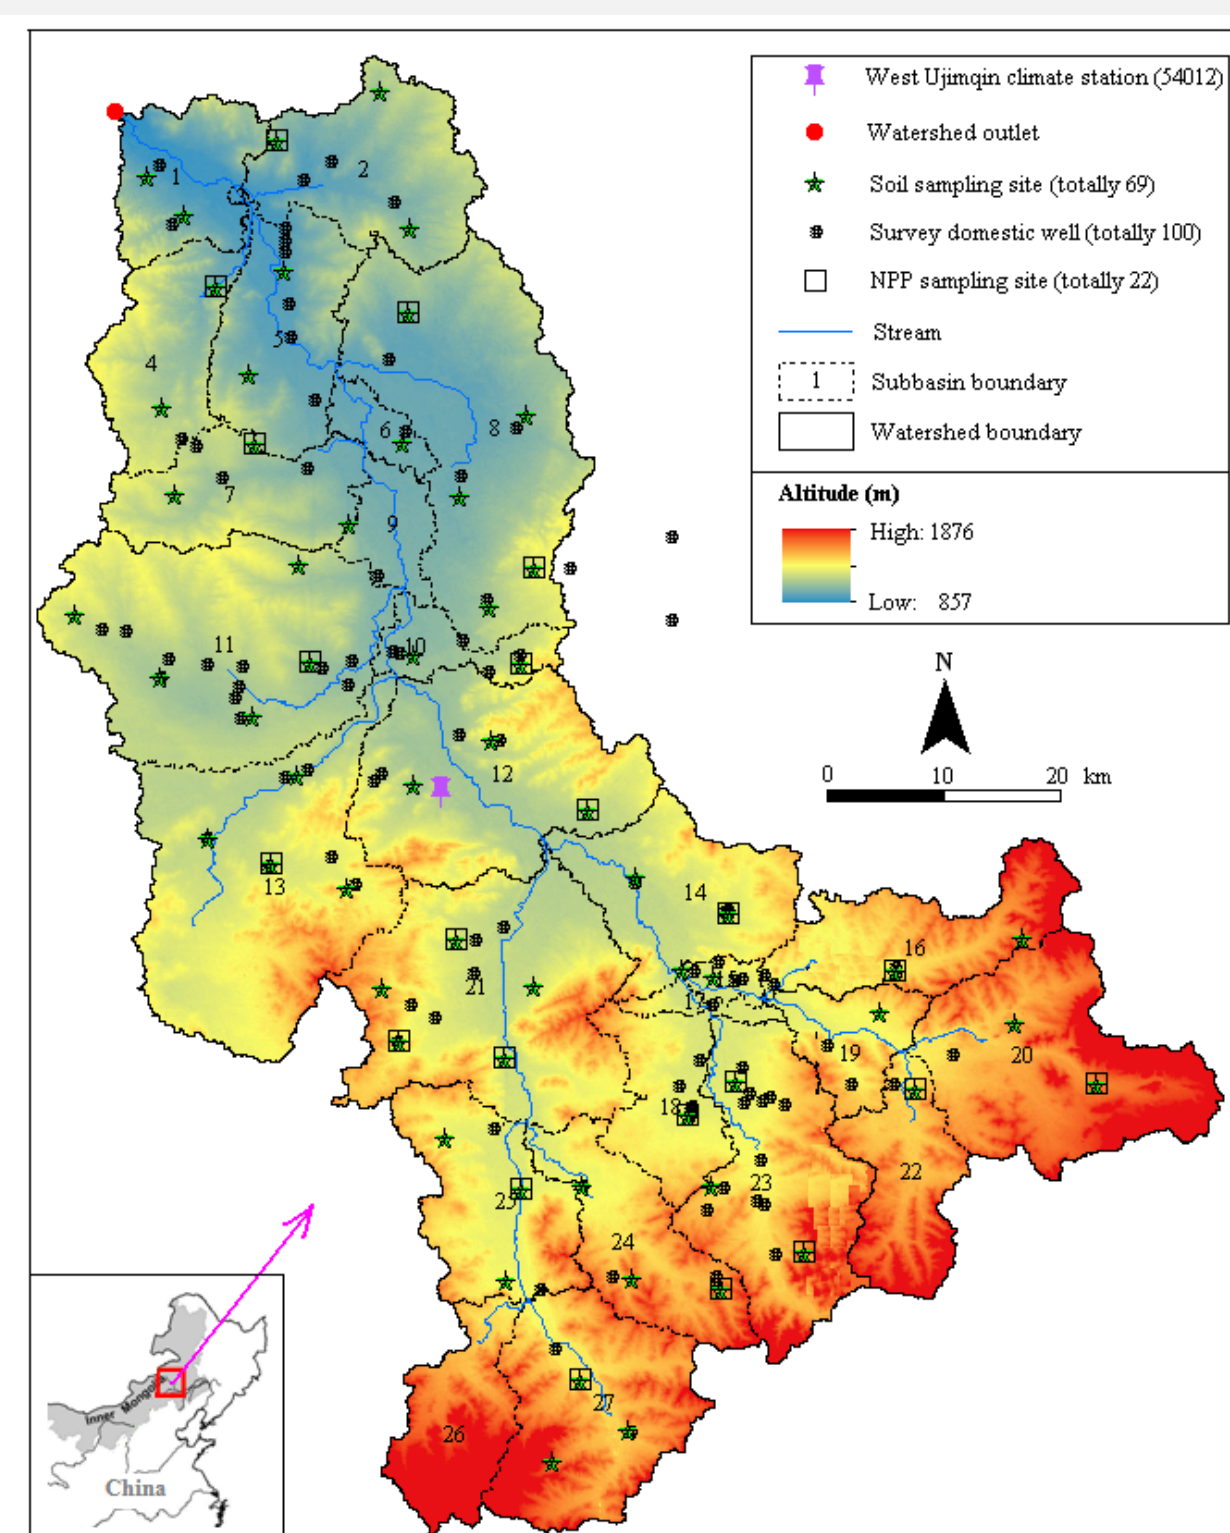 West Ujimqin climate station (54012)
Watershed outlet
Soil sampling site (totally 69)
Survey domestic well (totally 100)
NPP sampling site (totally 22)
Stream
1 Subbasin boundary
Watershed boundary
Altitude (m)
High: 1876
Low: 857
N
0 10 20 km
1
2
3
4
5
6
8
7
9
11
10
12
13
14
16
15
17
21
19
20
18
22
23
25
24
26
27
Inner Mongolia
China